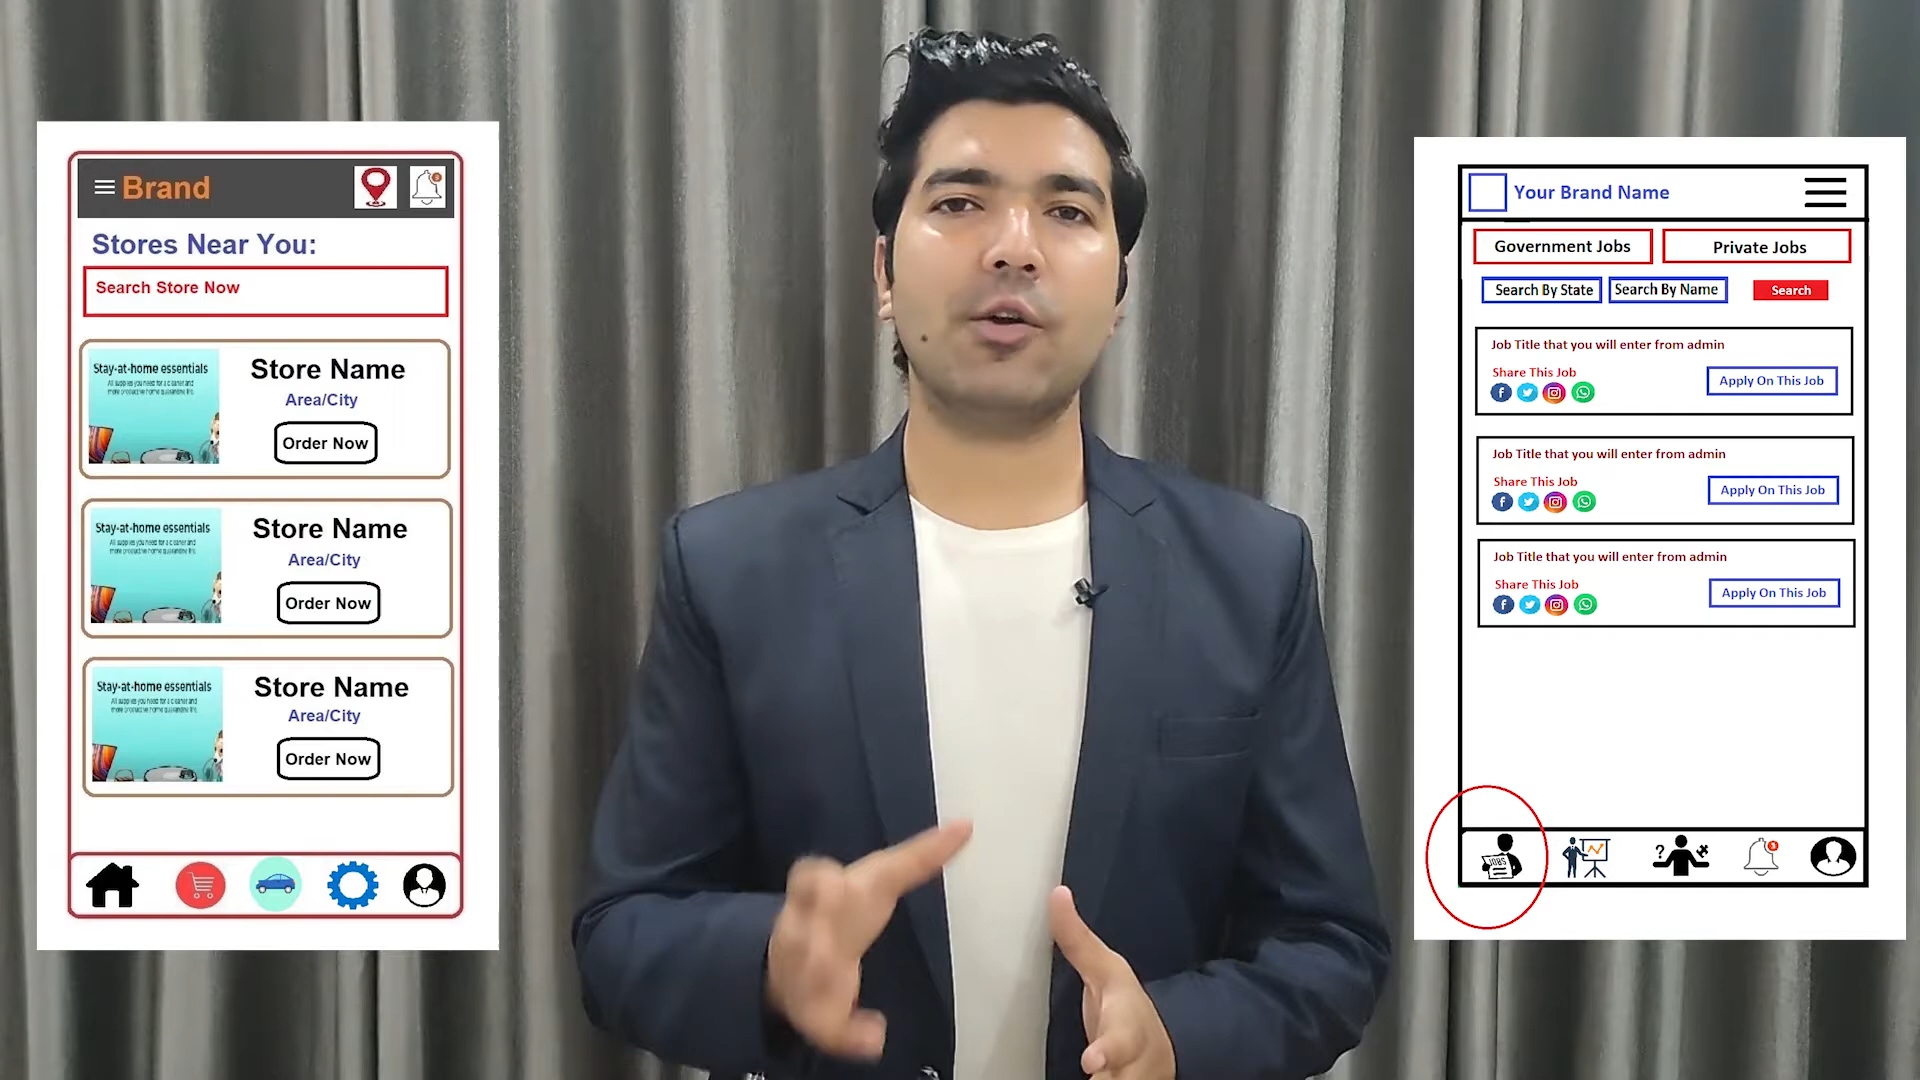 Brand
Stores Near You:
Search Store Now
Stay-at-home essentials
Store Name
Area/City
Order Now
Stay-at-home essentials
Store Name
Area/City
Order Now
Stay-at-home essentials
Store Name
Area/City
Order Now
Your Brand Name
Government Jobs
Private Jobs
Search By State
Search By Name
Search
Job Title that you will enter from admin
Share This Job
Apply On This Job
Job Title that you will enter from admin
Share This Job
Apply On This Job
Job Title that you will enter from admin
Share This Job
Apply On This Job
JOBS
?
3